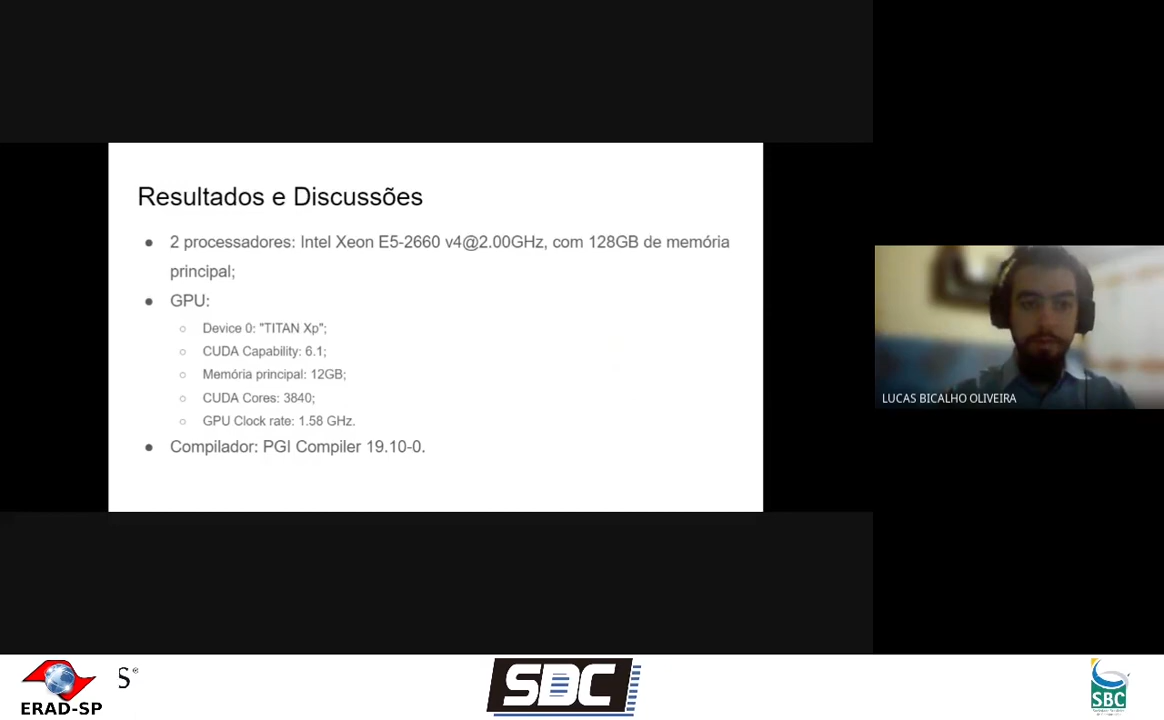 Resultados e Discussões
● 2 processadores: Intel Xeon E5-2660 v4@2.00GHz, com 128GB de memória
principal;
● GPU:
○ Device 0: "TITAN Xp";
○ CUDA Capability: 6.1;
○ Memória principal: 12GB;
○ CUDA Cores: 3840;
○ GPU Clock rate: 1.58 GHz.
● Compilador: PGI Compiler 19.10-0.
LUCAS BICALHO OLIVEIRA
ERAD-SP
S®
SDC
SBC